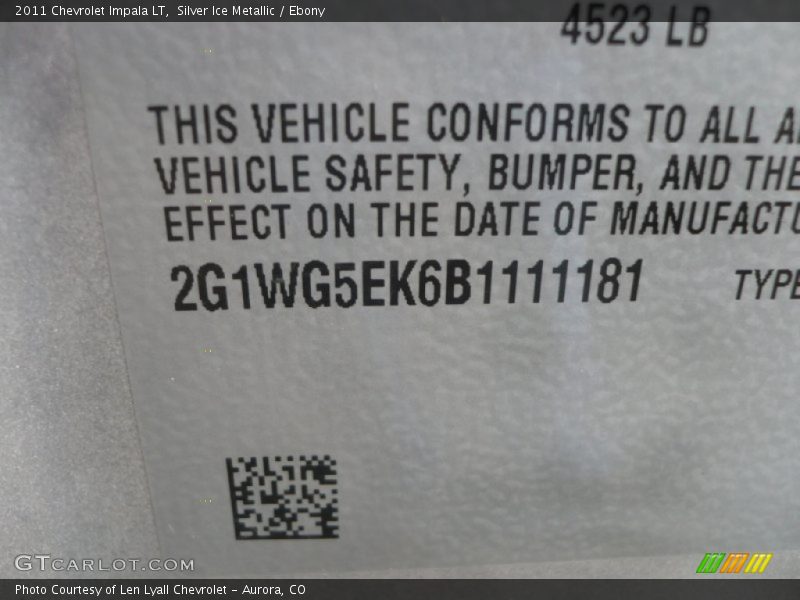 2011 Chevrolet Impala LT,  Silver Ice Metallic / Ebony
4523 LB
THIS VEHICLE CONFORMS TO ALL
VEHICLE SAFETY, BUMPER, AND THE
EFFECT ON THE DATE OF MANUFACTU
2G1WG5EK6B1111181 TYPE
GTCARLOT.COM
Photo Courtesy of Len Lyall Chevrolet – Aurora, CO